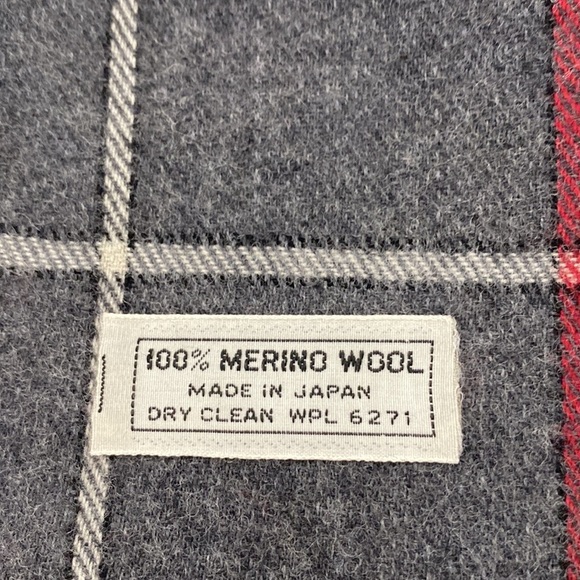 100% MERINO WOOL
MADE IN JAPAN
DRY CLEAN WPL 6271